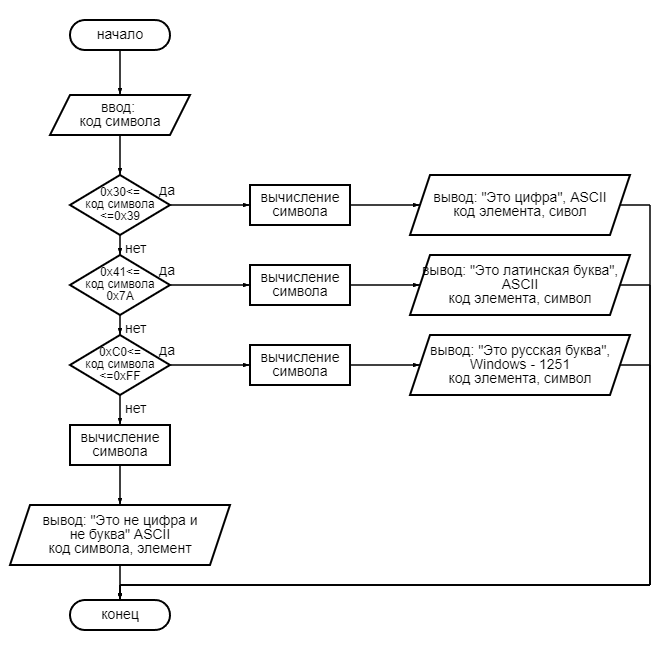 начало
ввод:
код символа
0x30<=
код символа
<=0x39
да
вычисление
символа
вывод: "Это цифра", ASCII
код элемента, сивол
нет
0x41<=
код символа
0x7A
да
вычисление
символа
вывод: "Это латинская буква",
ASCII
код элемента, символ
нет
0xC0<=
код символа
<=0xFF
да
вычисление
символа
вывод: "Это русская буква",
Windows - 1251
код элемента, символ
нет
вычисление
символа
вывод: "Это не цифра и
не буква" ASCII
код символа, элемент
конец